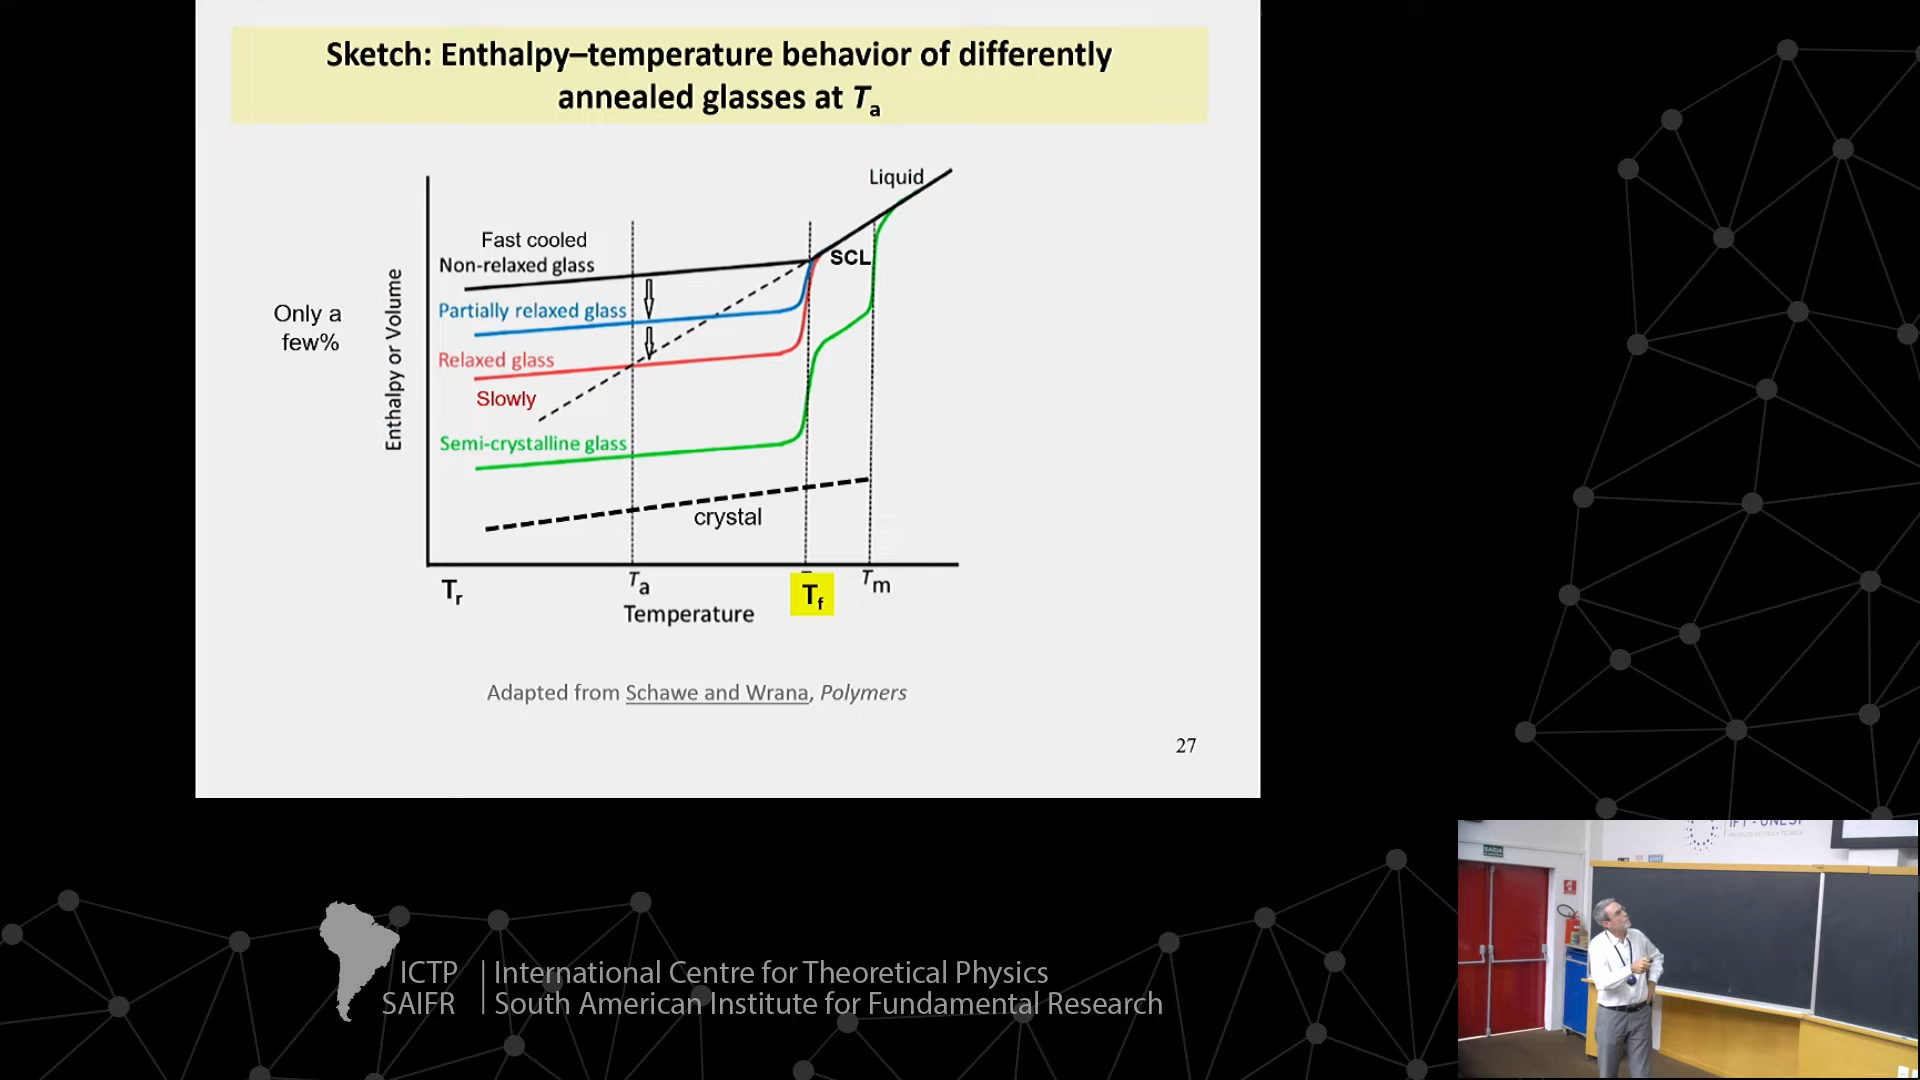 Sketch: Enthalpy–temperature behavior of differently
annealed glasses at Ta
Liquid
Fast cooled
Non-relaxed glass
SCL
Only a
few%
Enthalpy or Volume
Partially relaxed glass
Relaxed glass
Slowly
Semi-crystalline glass
crystal
Tr
Ta
Tf
Tm
Temperature
Adapted from Schawe and Wrana, Polymers
27
SAÍDA
IFT - UNESP
ICTP
International Centre for Theoretical Physics
SAIFR
South American Institute for Fundamental Research